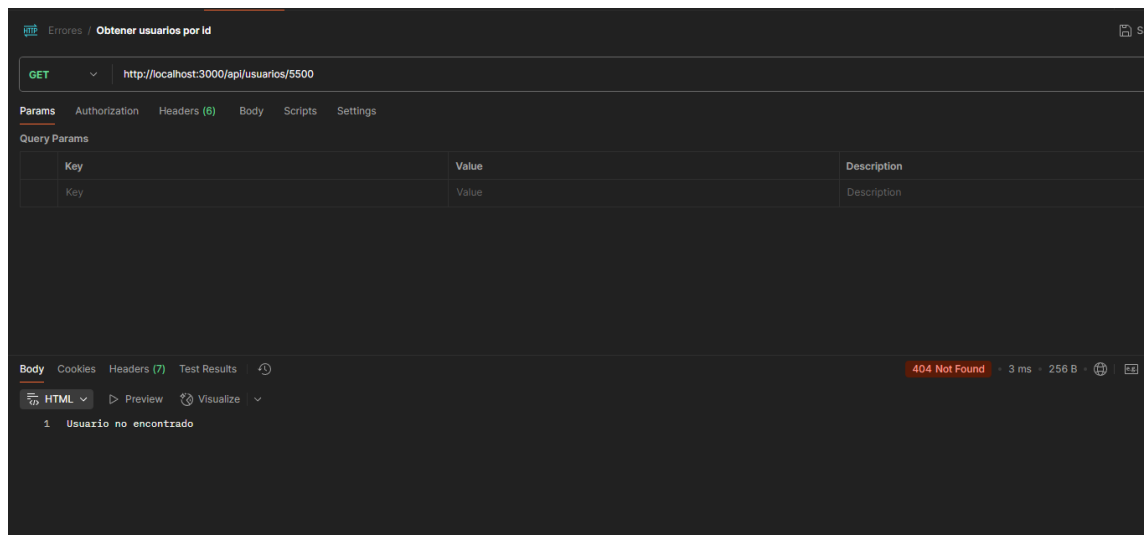 HTTP Errores / Obtener usuarios por id
GET http://localhost:3000/api/usuarios/5500
Params Authorization Headers (6) Body Scripts Settings
Query Params
Key Value Description
Key Value Description
Body Cookies Headers (7) Test Results 404 Not Found 3 ms 256 B e.g.
HTML Preview Visualize
1 Usuario no encontrado